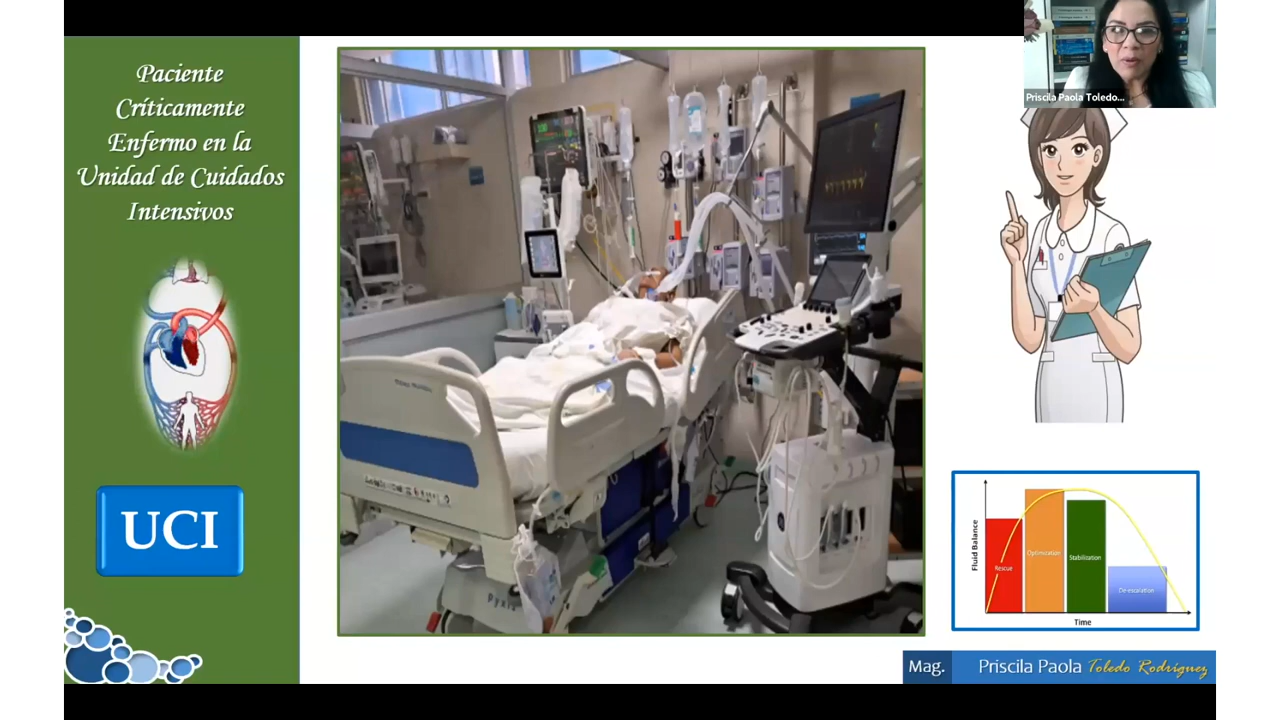 Paciente
Críticamente
Enfermo en la
Unidad de Cuidados
Intensivos
UCI
Priscila Paola Toledo...
Pyxis
Fluid Balance
Rescue
Optimization
Stabilization
De-escalation
Time
Mag.
Priscila Paola Toledo Rodriguez